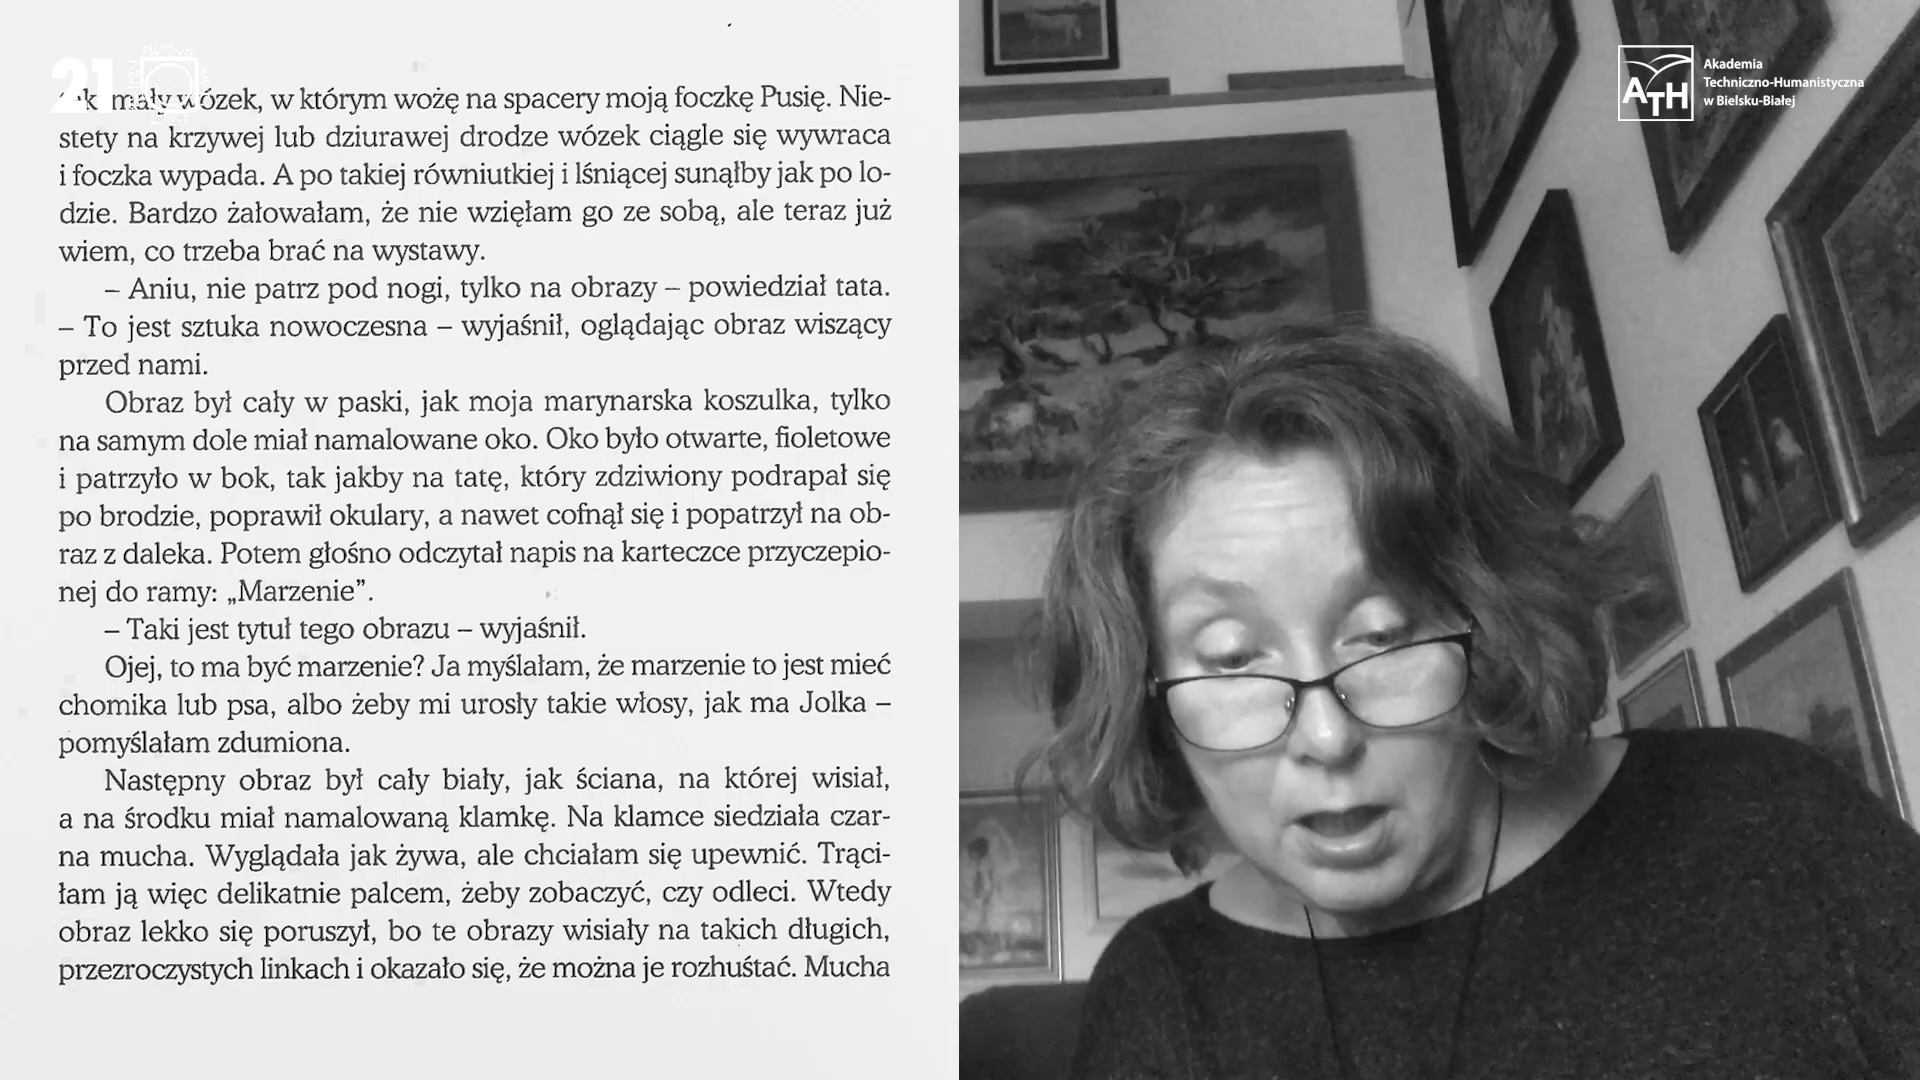 21
mały wózek, w którym wożę na spacery moją foczkę Pusię. Nie-
stety na krzywej lub dziurawej drodze wózek ciągle się wywraca
i foczka wypada. A po takiej równiutkiej i lśniącej sunąłby jak po lo-
dzie. Bardzo żałowałam, że nie wzięłam go ze sobą, ale teraz już
wiem, co trzeba brać na wystawy.
– Aniu, nie patrz pod nogi, tylko na obrazy – powiedział tata.
– To jest sztuka nowoczesna – wyjaśnił, oglądając obraz wiszący
przed nami.
Obraz był cały w paski, jak moja marynarska koszulka, tylko
na samym dole miał namalowane oko. Oko było otwarte, fioletowe
i patrzyło w bok, tak jakby na tatę, który zdziwiony podrapał się
po brodzie, poprawił okulary, a nawet cofnął się i popatrzył na ob-
raz z daleka. Potem głośno odczytał napis na karteczce przyczepio-
nej do ramy: „Marzenie”.
– Taki jest tytuł tego obrazu – wyjaśnił.
Ojej, to ma być marzenie? Ja myślałam, że marzenie to jest mieć
chomika lub psa, albo żeby mi urosły takie włosy, jak ma Jolka –
pomyślałam zdumiona.
Następny obraz był cały biały, jak ściana, na której wisiał,
a na środku miał namalowaną klamkę. Na klamce siedziała czar-
na mucha. Wyglądała jak żywa, ale chciałam się upewnić. Trąci-
łam ją więc delikatnie palcem, żeby zobaczyć, czy odleci. Wtedy
obraz lekko się poruszył, bo te obrazy wisiały na takich długich,
przezroczystych linkach i okazało się, że można je rozhuśtać. Mucha
ATH
Akademia
Techniczno-Humanistyczna
w Bielsku-Białej